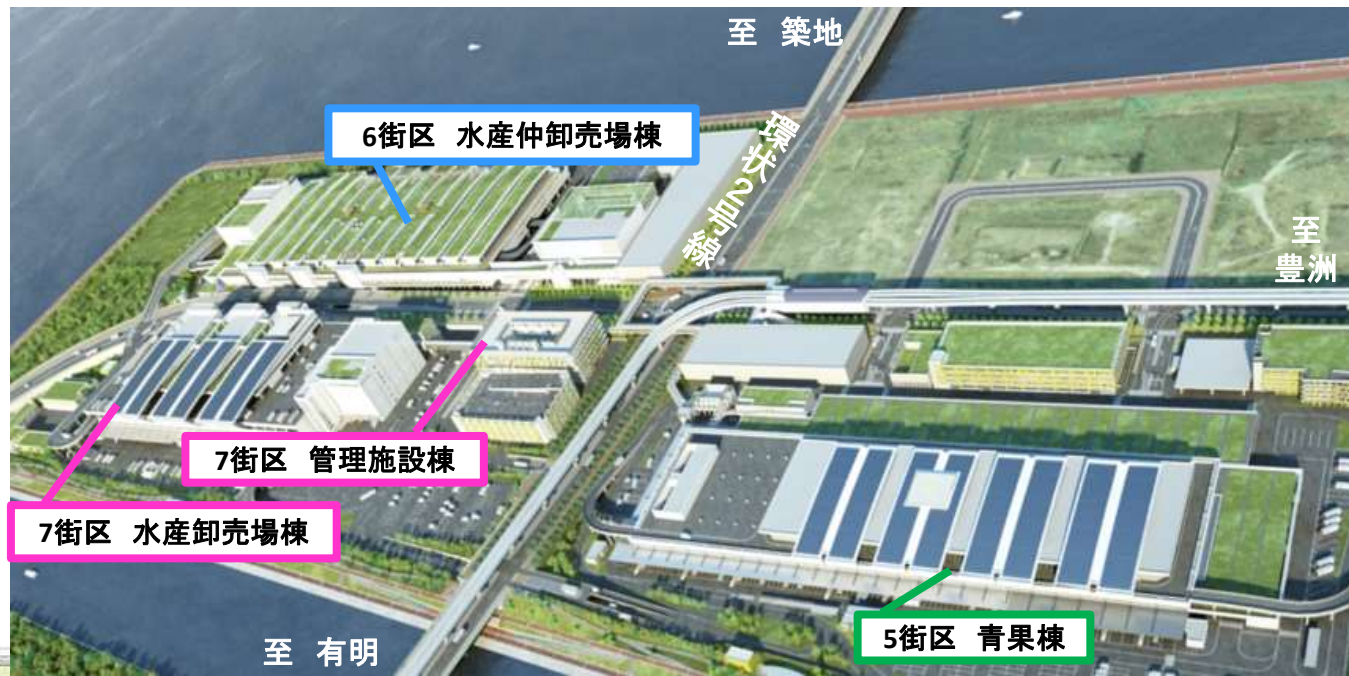 至　築地
6街区　水産仲卸売場棟
環状２号線
至
豊洲
7街区　管理施設棟
7街区　水産卸売場棟
5街区　青果棟
至　有明